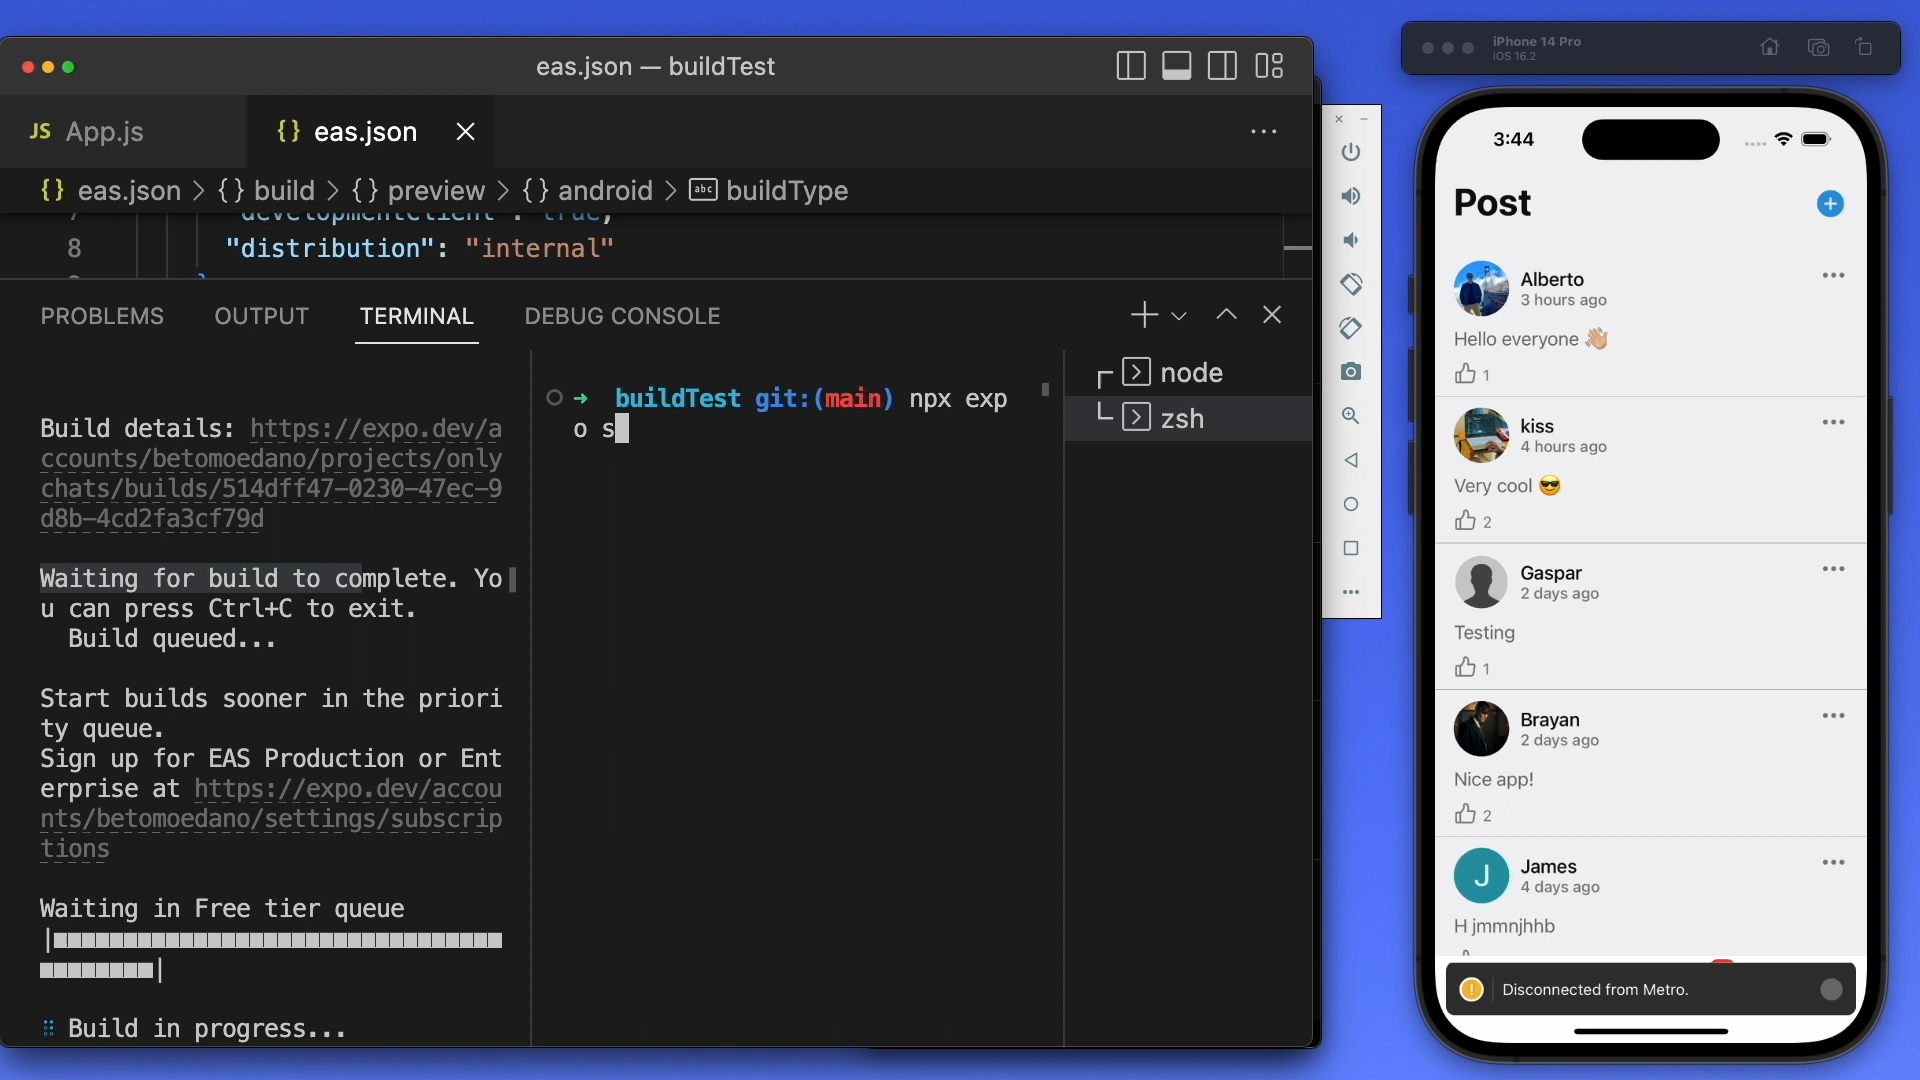 eas.json — buildTest
JS App.js
{} eas.json
{} eas.json > {} build > {} preview > {} android > abc buildType
7 "developmentClient": true,
8 "distribution": "internal"
PROBLEMS OUTPUT TERMINAL DEBUG CONSOLE
Build details: https://expo.dev/a
ccounts/betomoedano/projects/only
chats/builds/514dff47-0230-47ec-9
d8b-4cd2fa3cf79d
Waiting for build to complete. Yo
u can press Ctrl+C to exit.
Build queued...
Start builds sooner in the priori
ty queue.
Sign up for EAS Production or Ent
erprise at https://expo.dev/accou
nts/betomoedano/settings/subscrip
tions
Waiting in Free tier queue
Build in progress...
→ buildTest git:(main) npx exp
o s
node
zsh
iPhone 14 Pro
iOS 16.2
3:44
Post
Alberto
3 hours ago
Hello everyone 👋🏼
1
kiss
4 hours ago
Very cool 😎
2
Gaspar
2 days ago
Testing
1
Brayan
2 days ago
Nice app!
2
J
James
4 days ago
H jmmnjhhb
Disconnected from Metro.